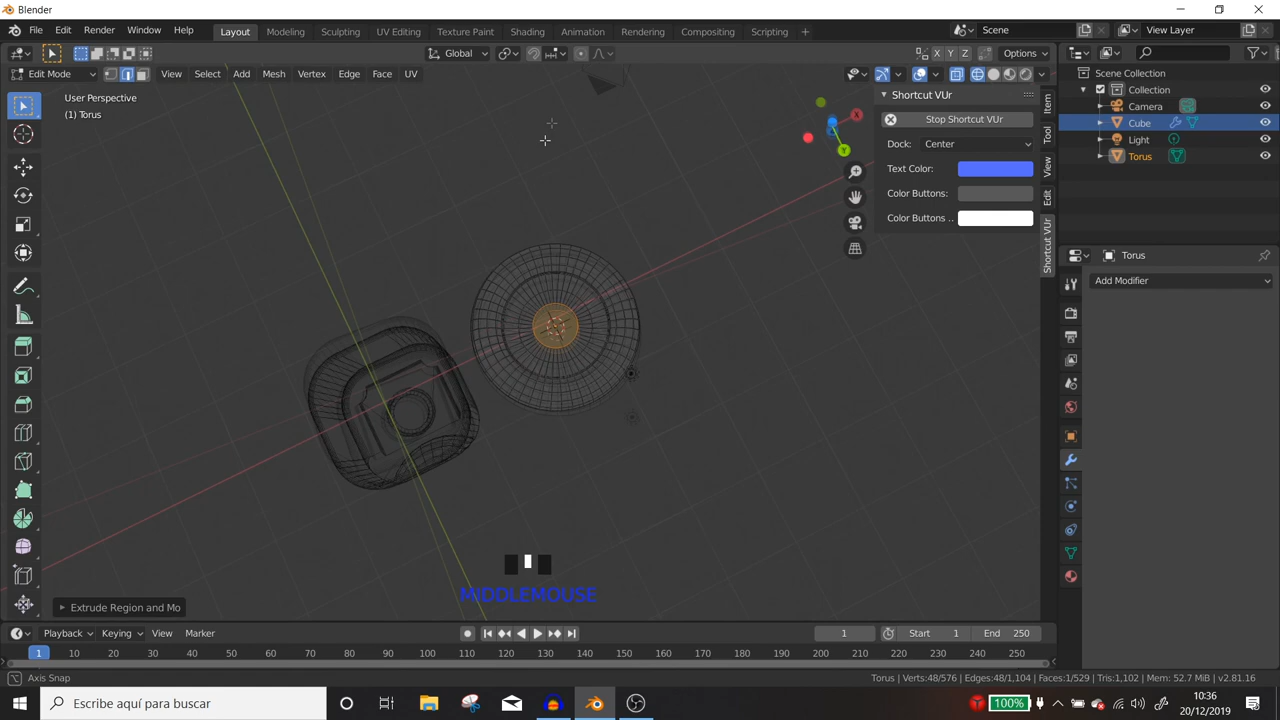 Blender
File Edit Render Window Help Layout Modeling Sculpting UV Editing Texture Paint Shading Animation Rendering Compositing Scripting + Scene View Layer
Global X Y Z Options
Edit Mode View Select Add Mesh Vertex Edge Face UV
User Perspective
(1) Torus
X
Y
Shortcut VUr
Stop Shortcut VUr
Dock: Center
Text Color:
Color Buttons:
Color Buttons ..
Item
Tool
View
Edit
Shortcut VUr
Scene Collection
Collection
Camera
Cube
Light
Torus
Torus
Add Modifier
MIDDLEMOUSE
Extrude Region and Mo
Playback Keying View Marker 1 Start 1 End 250
1 10 20 30 40 50 60 70 80 90 100 110 120 130 140 150 160 170 180 190 200 210 220 230 240 250
Axis Snap Torus | Verts:48/576 | Edges:48/1,104 | Faces:1/529 | Tris:1,102 | Mem: 52.7 MiB | v2.81.16
Escribe aquí para buscar 100% 10:36
20/12/2019